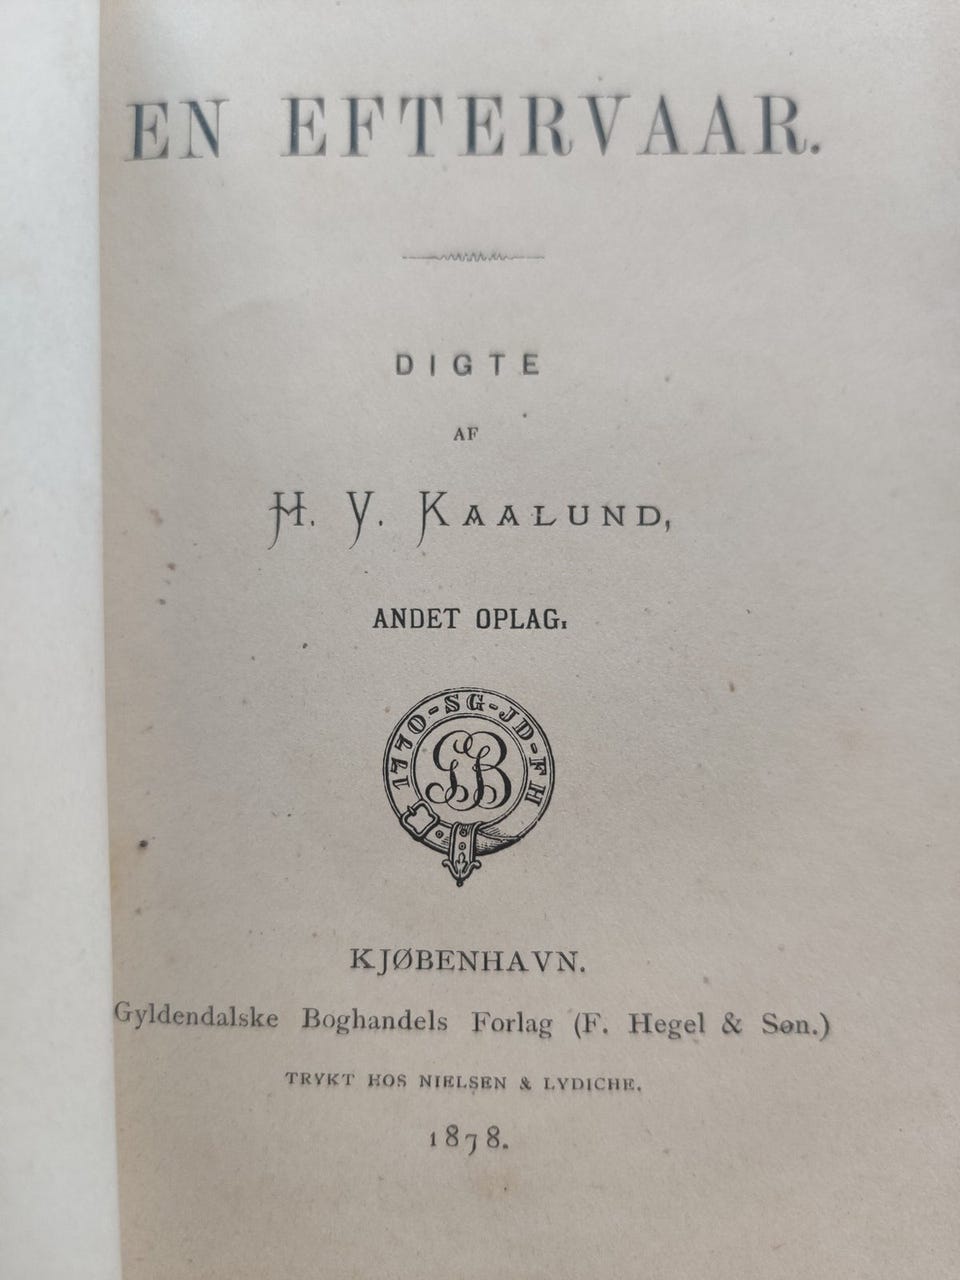 EN EFTERVAAR.
DIGTE
AF
H. V. KAALUND,
ANDET OPLAG.
1770-SG-JD-FH
GB
KJØBENHAVN.
Gyldendalske Boghandels Forlag (F. Hegel & Søn.)
TRYKT HOS NIELSEN & LYDICHE.
1878.